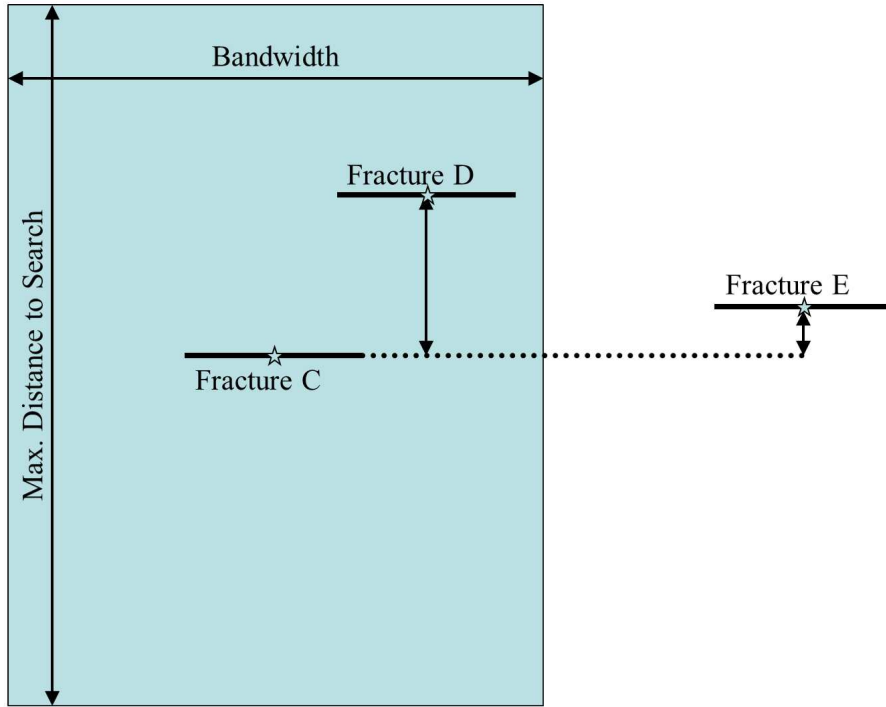 Bandwidth
Fracture D
Max. Distance to Search
Fracture E
Fracture C